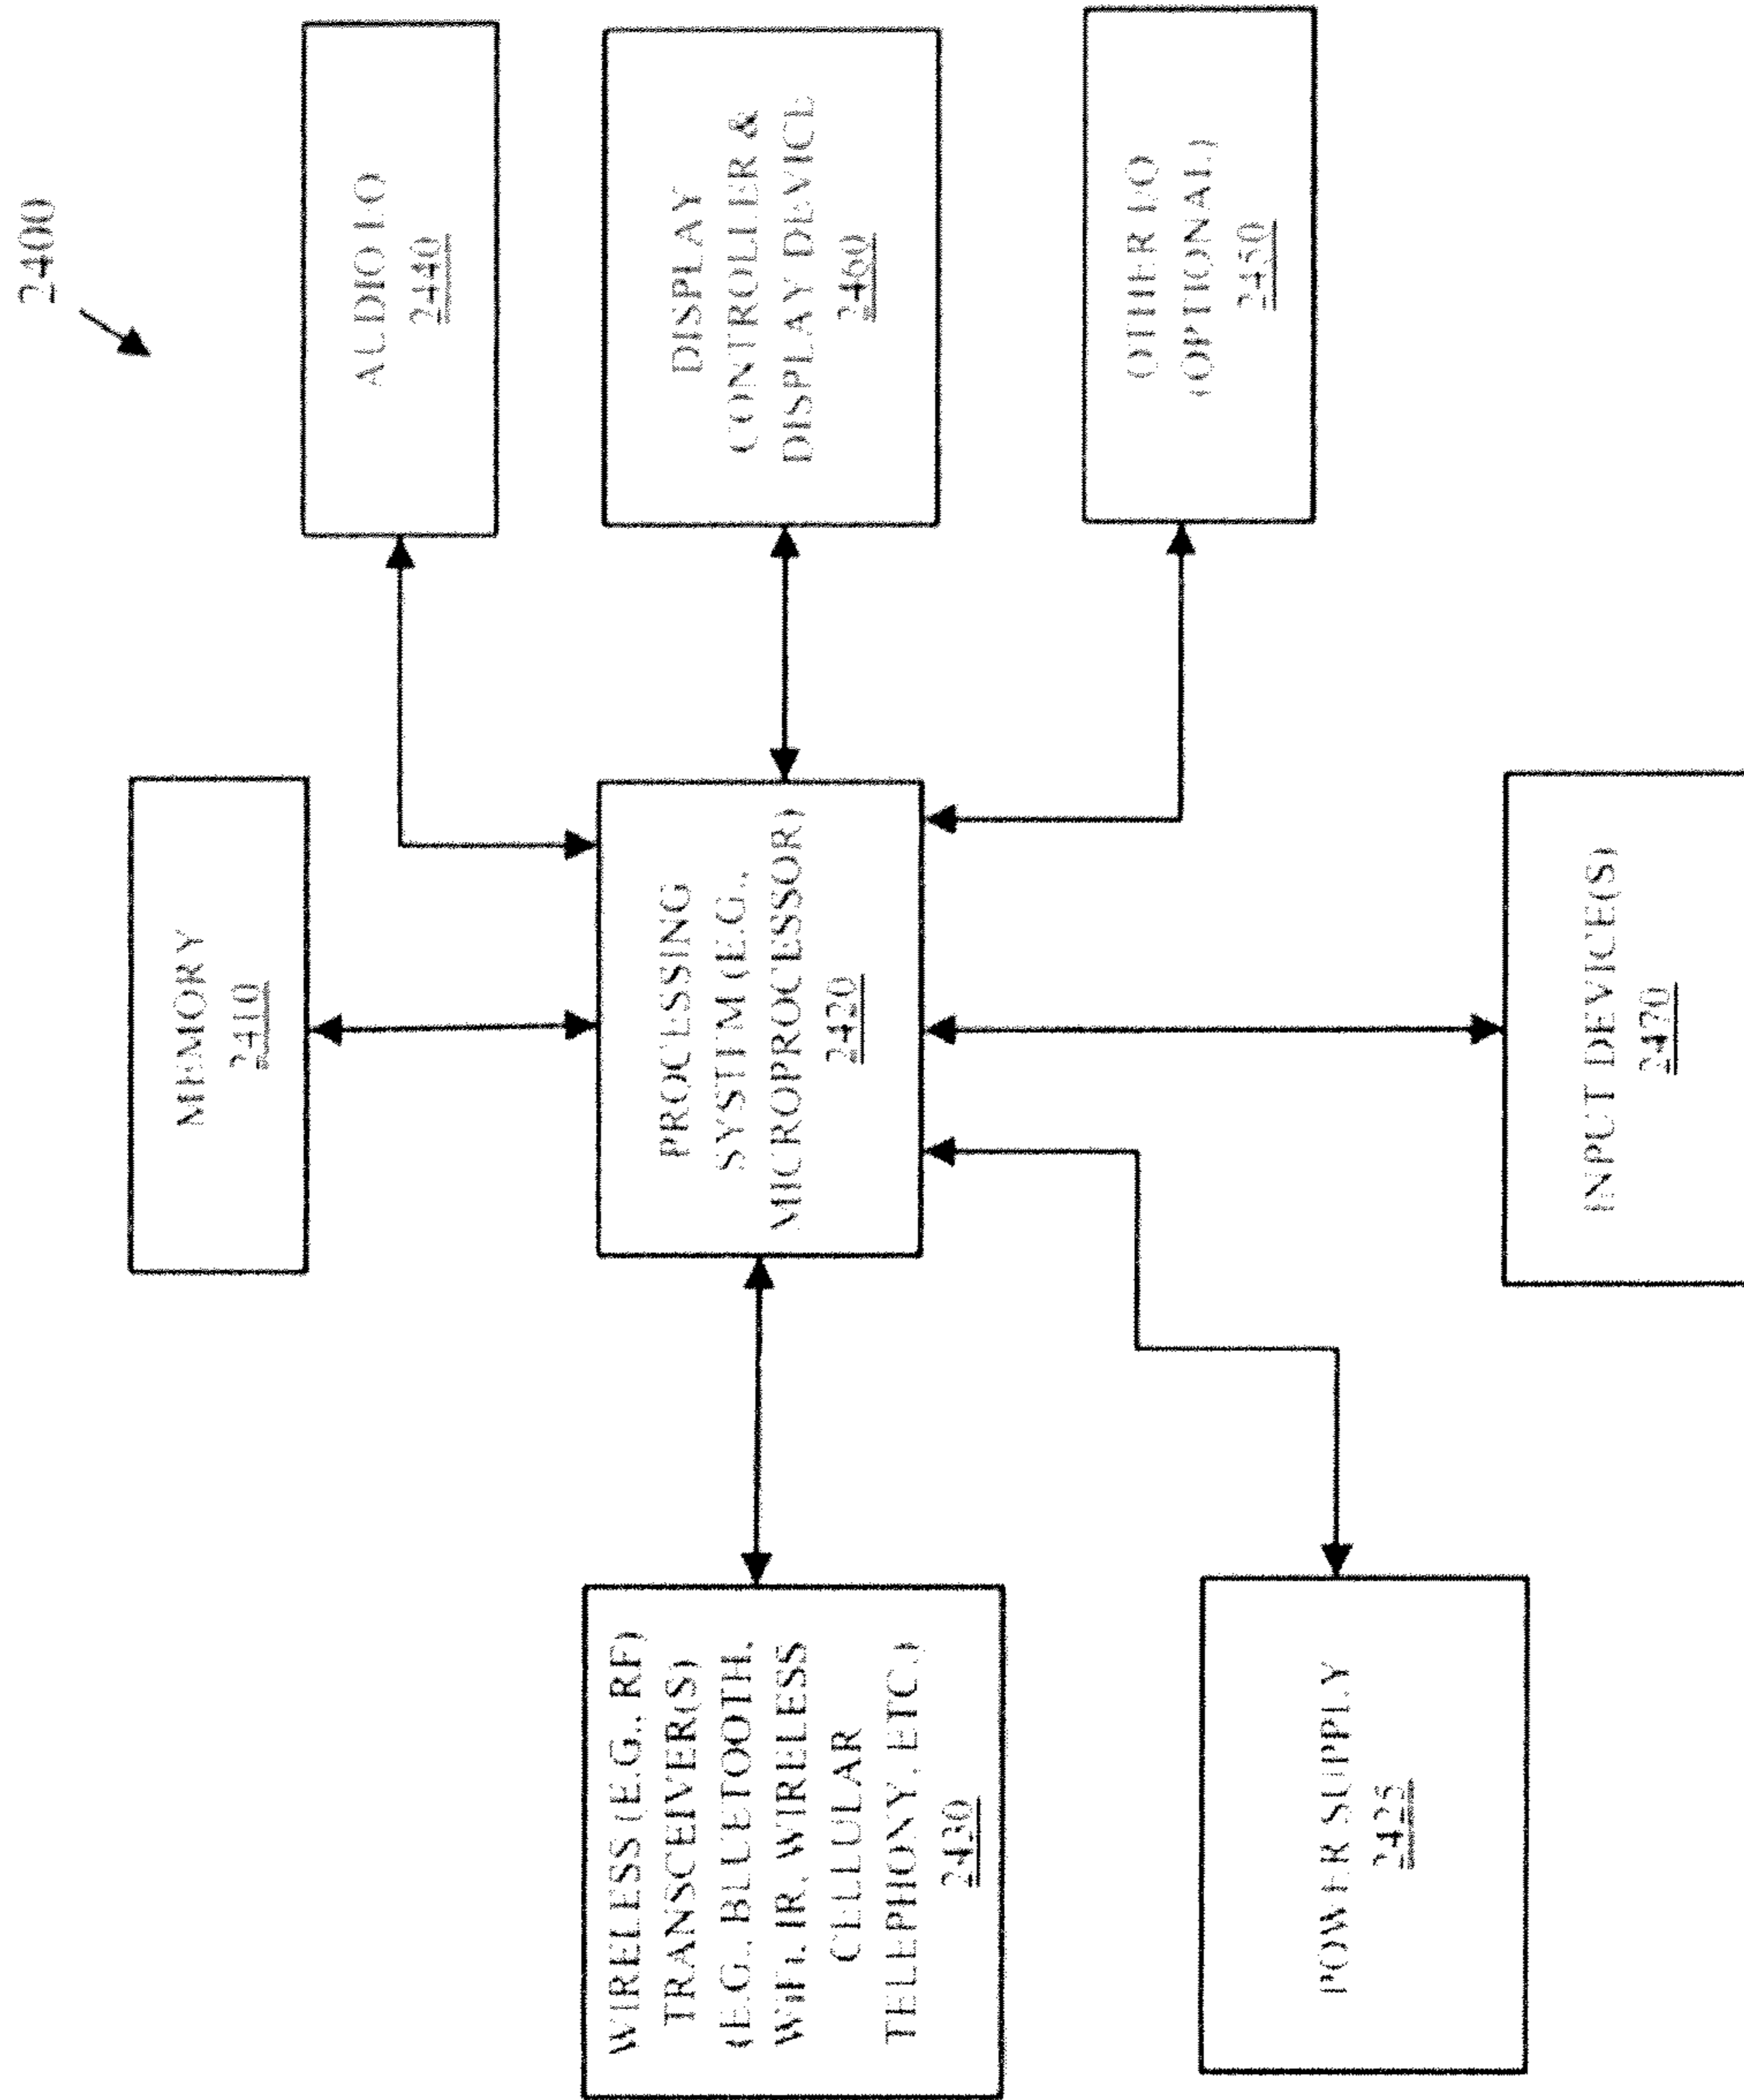 2400
MEMORY
2410
AUDIO I/O
2440
WIRELESS (E.G., RF)
TRANSCEIVER(S)
(E.G., BLUETOOTH,
WiFi, IR, WIRELESS
CELLULAR
TELEPHONY, ETC.)
2430
PROCESSING
SYSTEM (E.G.,
MICROPROCESSOR)
2420
DISPLAY
CONTROLLER &
DISPLAY DEVICE
2460
OTHER I/O
(OPTIONAL)
2450
POWER SUPPLY
2425
INPUT DEVICE(S)
2470